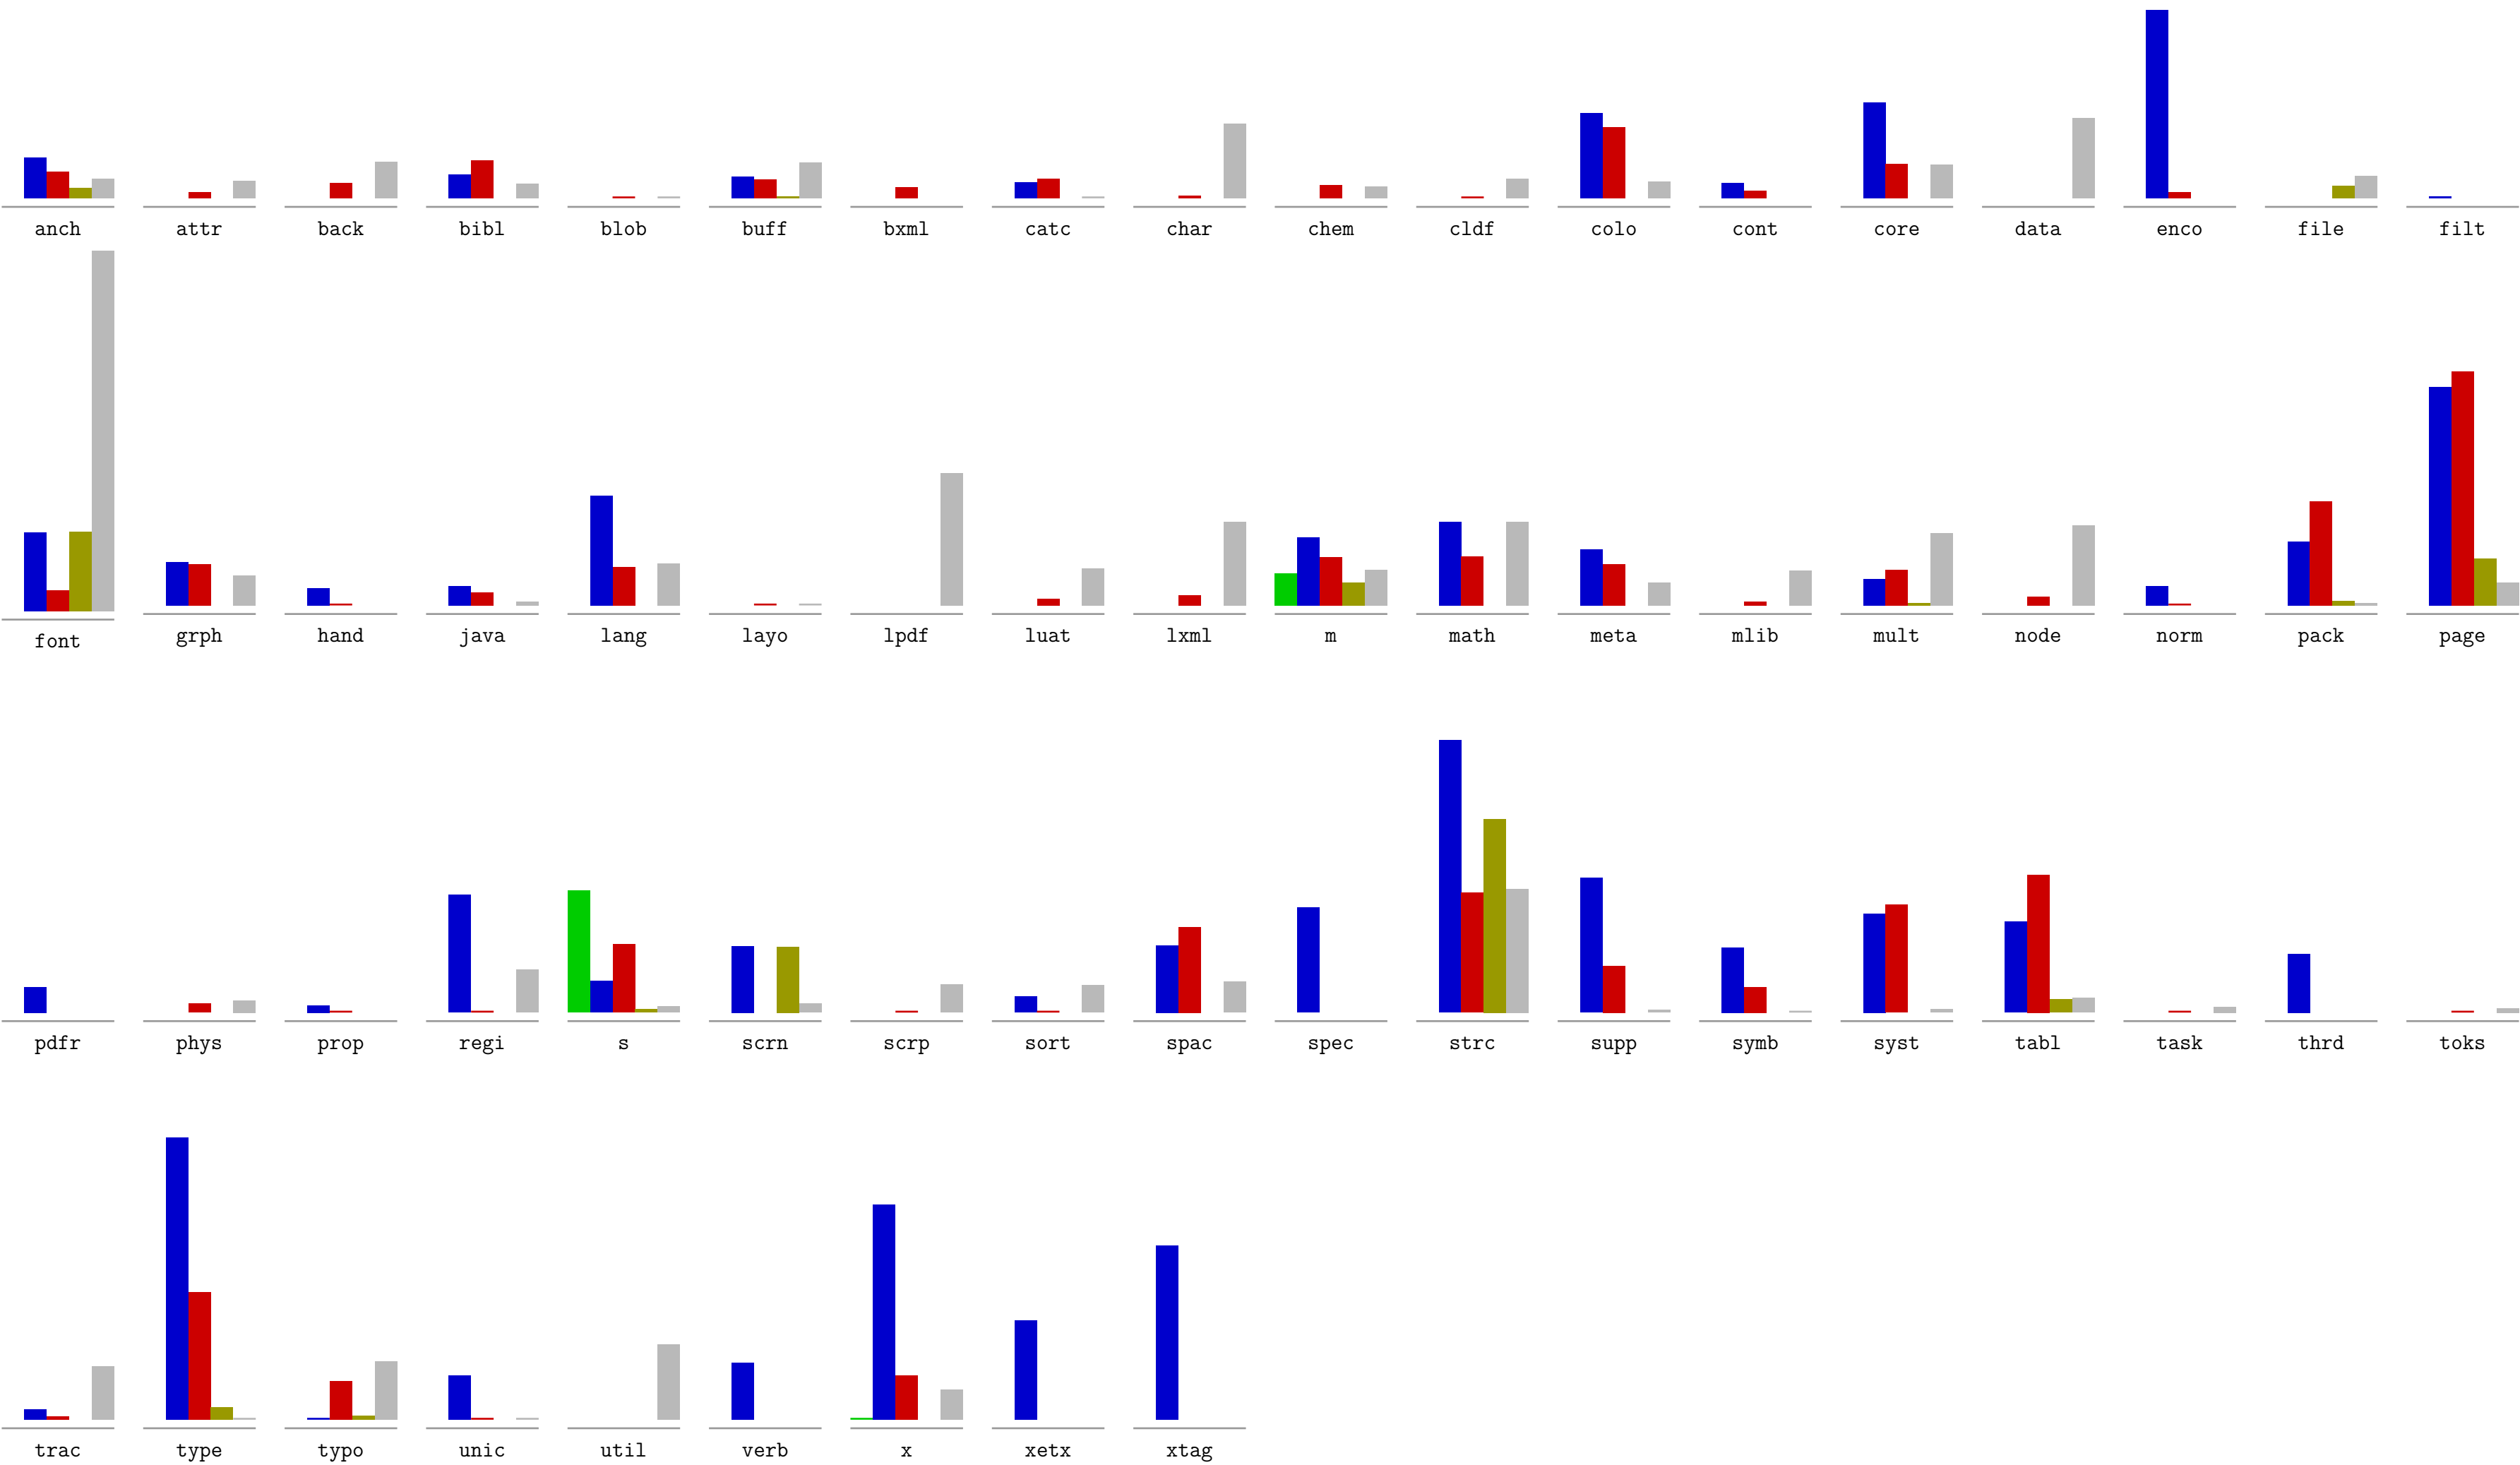 anch attr back bibl blob buff bxml catc char chem cldf colo cont core data enco file filt
font grph hand java lang layo lpdf luat lxml m math meta mlib mult node norm pack page
pdfr phys prop regi s scrn scrp sort spac spec strc supp symb syst tabl task thrd toks
trac type typo unic util verb x xetx xtag